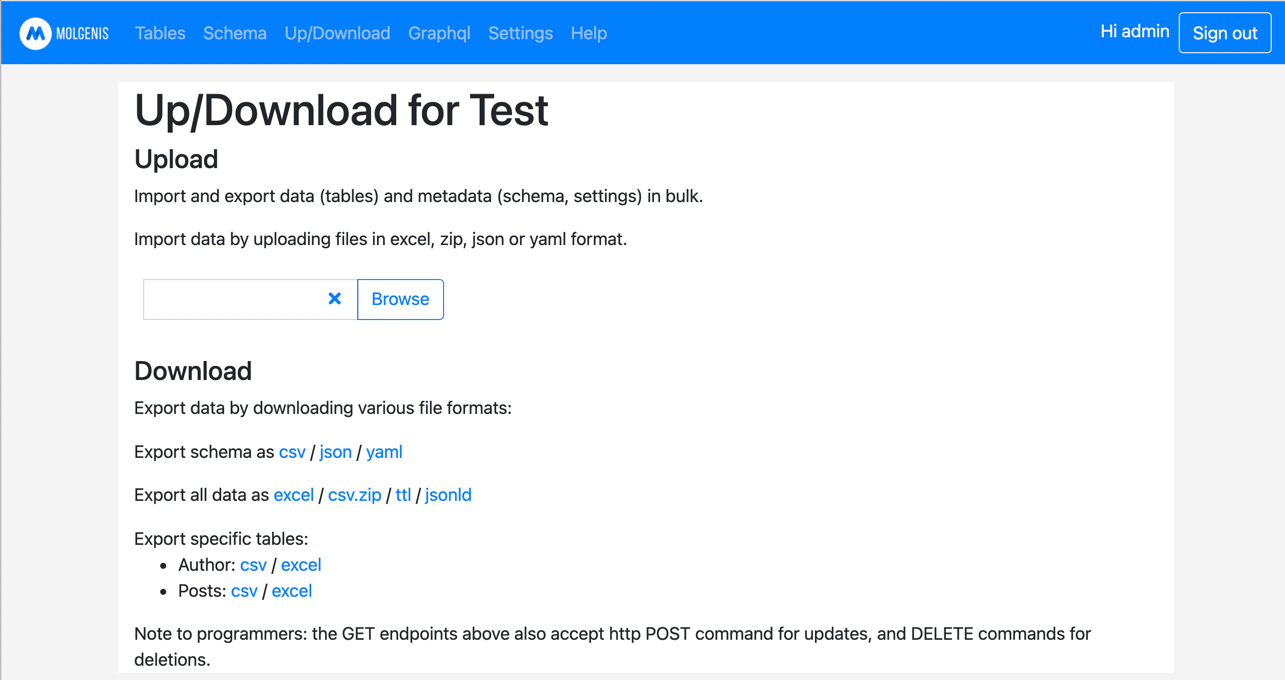 MOLGENIS Tables Schema Up/Download Graphql Settings Help Hi admin Sign out
Up/Download for Test
Upload
Import and export data (tables) and metadata (schema, settings) in bulk.
Import data by uploading files in excel, zip, json or yaml format.
Browse
Download
Export data by downloading various file formats:
Export schema as csv / json / yaml
Export all data as excel / csv.zip / ttl / jsonld
Export specific tables:
• Author: csv / excel
• Posts: csv / excel
Note to programmers: the GET endpoints above also accept http POST command for updates, and DELETE commands for
deletions.